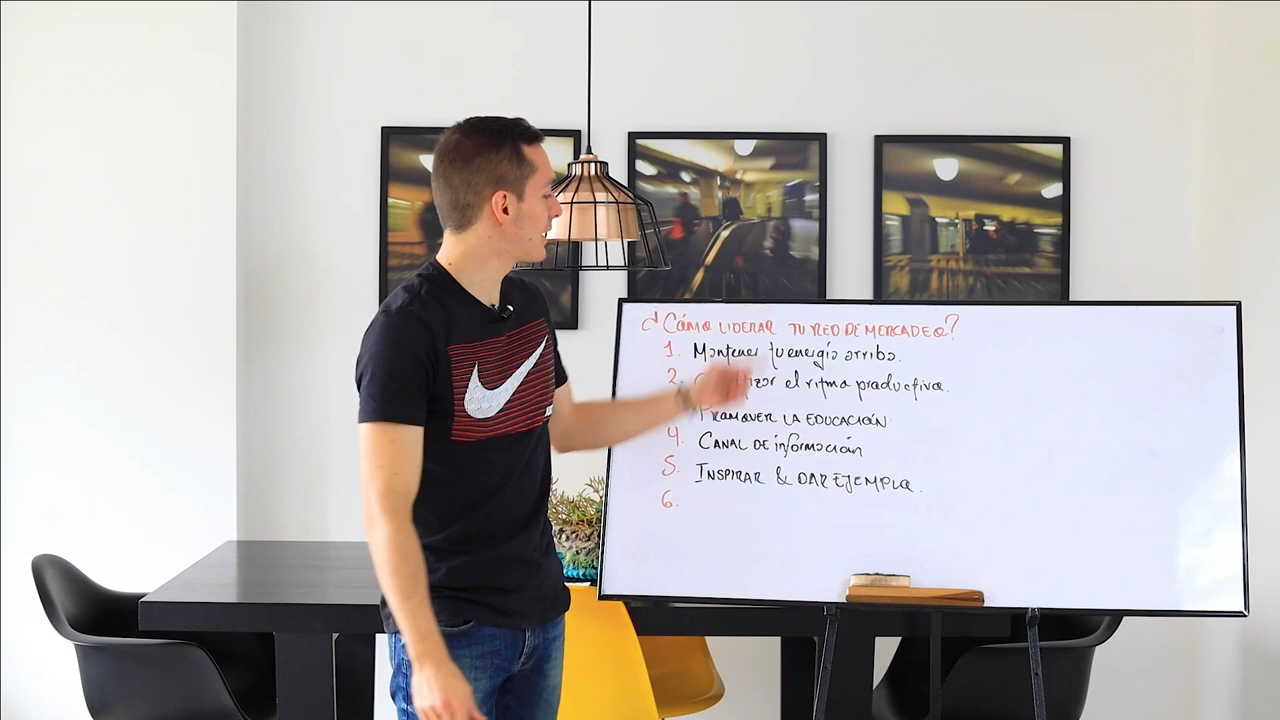 ¿Cómo LIDERAR TU RED DE MERCADEO?
1. Mantener tu energía arriba.
2. el ritmo productivo.
PROMOVER LA EDUCACIÓN
4. CANAL DE información
5. INSPIRAR & DAR EJEMPLO.
6.